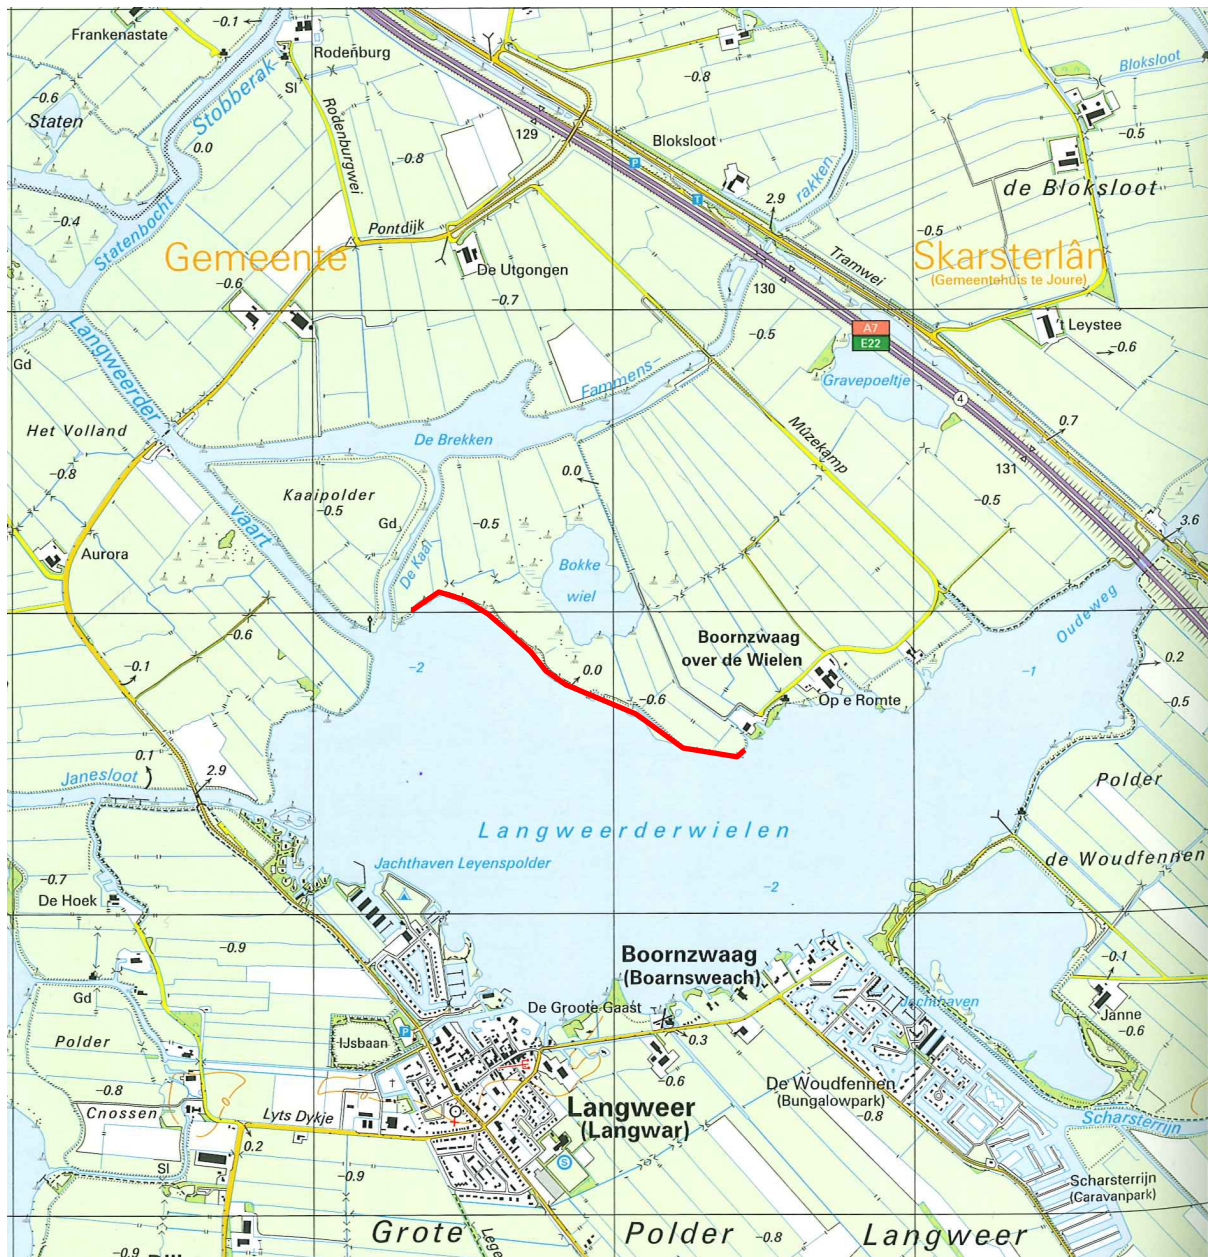 Frankenastate
-0.1
Rodenburg
Sl
Stobberak
-0.6
Staten
0.0
Rodenburgwei
-0.8
129
Bloksloot
-0.8
Bloksloot
-0.5
P
T
rakken
de Bloksloot
-0.4
Statenbocht
Pontdijk
2.9
-0.5
Gemeente
De Utgongen
Tramwei
Skarsterlân
(Gemeentehuis te Joure)
-0.6
-0.7
130
't Leystee
-0.6
A7
E22
-0.5
Gd
Langweerder
Fammens
Gravepoeltje
4
Het Volland
De Brekken
Mûzekamp
0.7
-0.8
Kaaipolder
-0.5
0.0
131
vaart
Gd
-0.5
-0.5
3.6
Aurora
De Kaai
Bokke
wiel
Oudeweg
-0.6
Boornzwaag
over de Wielen
-2
0.0
-0.1
-0.6
-1
0.2
-0.5
Op e Romte
0.1
Janesloot
2.9
Polder
Langweerderwielen
de Woudfennen
Jachthaven Leyenspolder
-0.7
De Hoek
-2
-0.9
Boornzwaag
(Boarnsweach)
-0.1
Gd
De Groote Gaast
Jachthaven
Janne
-0.6
Polder
IJsbaan
P
-0.3
-0.8
-0.6
De Woudfennen
(Bungalowpark)
-0.8
Cnossen
Lyts Dykje
Langweer
(Langwar)
Scharsterrijn
0.2
Sl
S
-0.9
Scharsterrijn
(Caravanpark)
-0.8
Grote Polder Langweer
Lege
-0.9